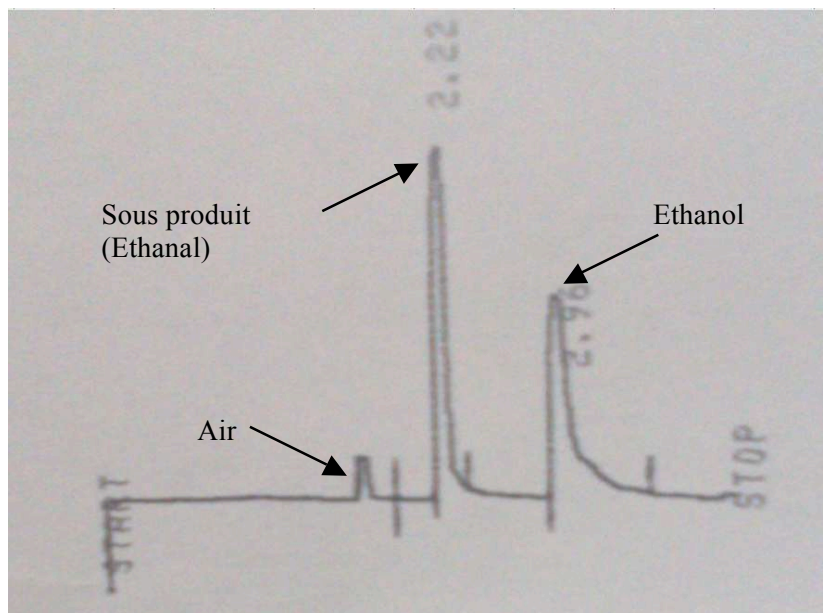 2.22
Sous produit
(Ethanal)
Ethanol
2.96
Air
START
STOP